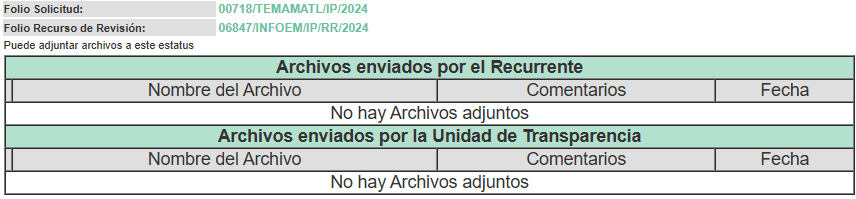 Folio Solicitud: 00718/TEMAMATL/IP/2024
Folio Recurso de Revisión: 06847/INFOEM/IP/RR/2024
Puede adjuntar archivos a este estatus
Archivos enviados por el Recurrente
Nombre del Archivo Comentarios Fecha
No hay Archivos adjuntos
Archivos enviados por la Unidad de Transparencia
Nombre del Archivo Comentarios Fecha
No hay Archivos adjuntos